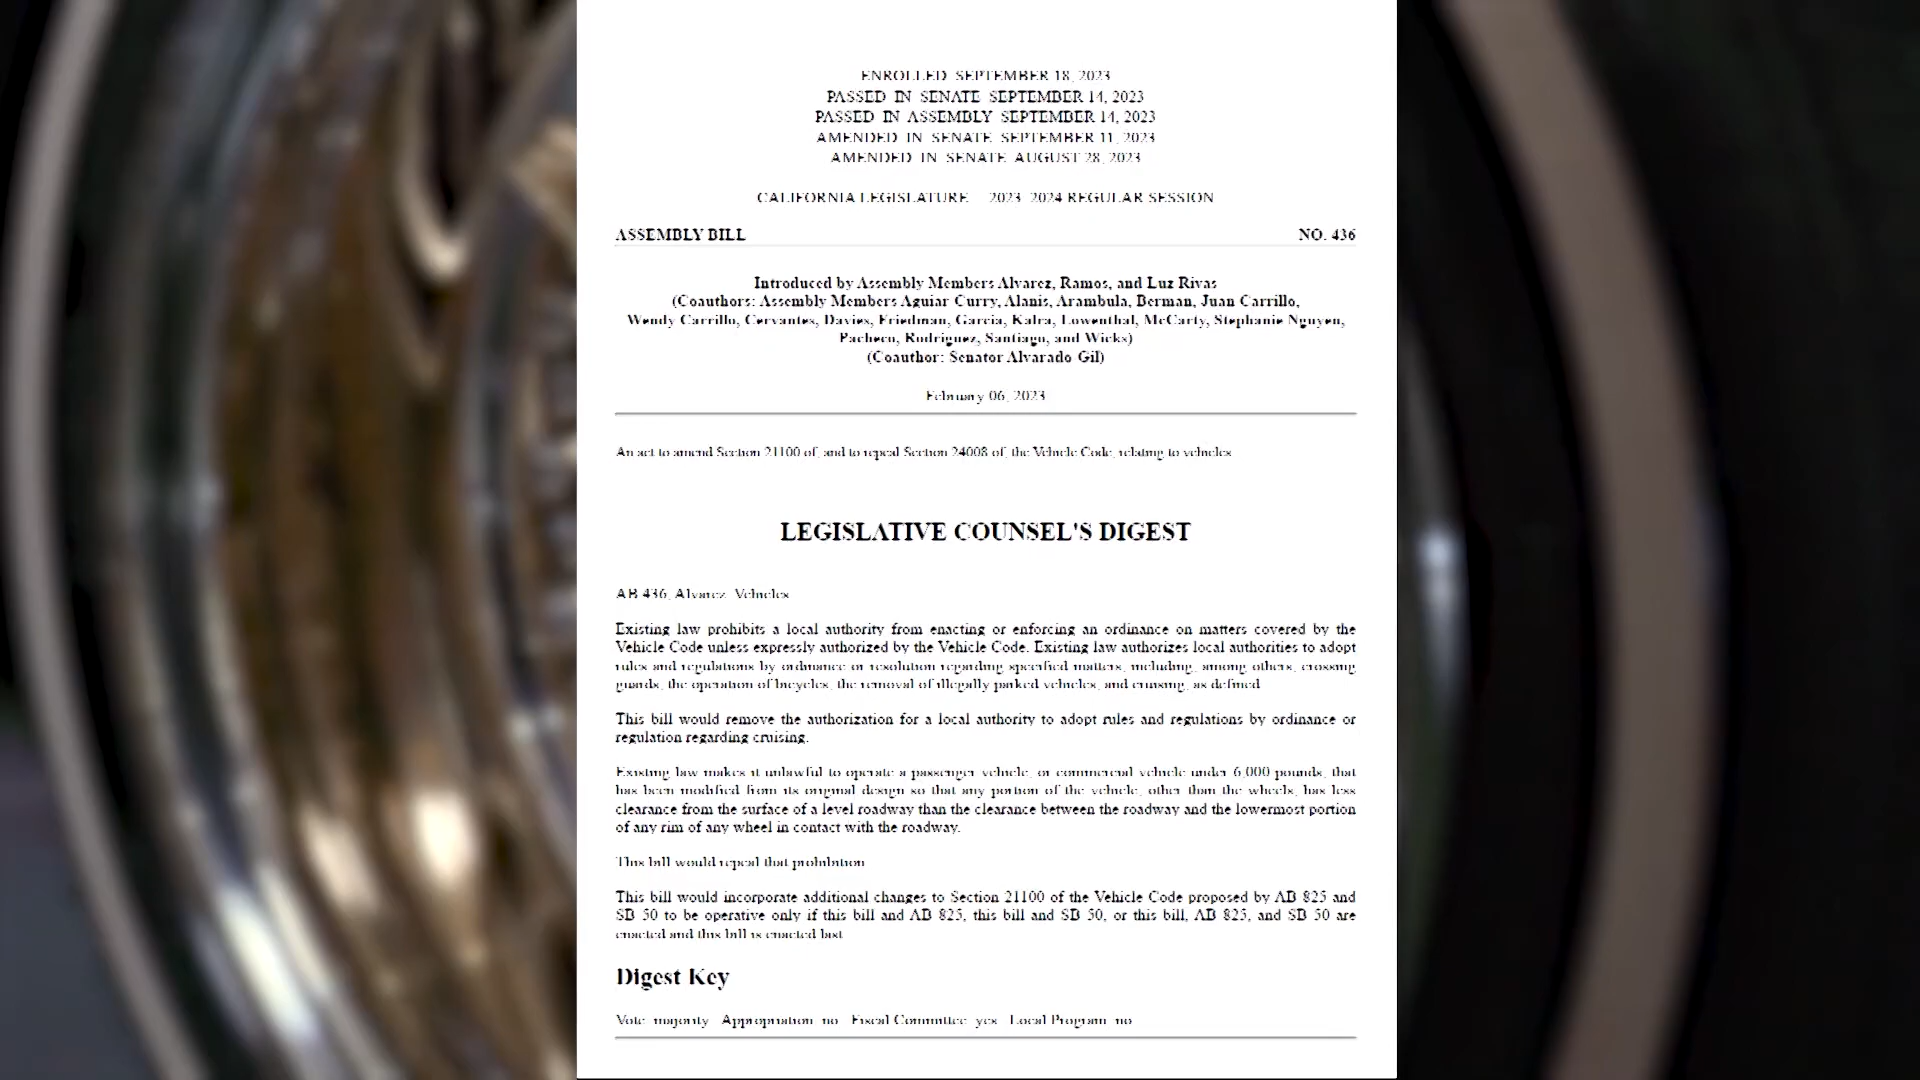 ENROLLED SEPTEMBER 18, 2023
PASSED IN SENATE SEPTEMBER 14, 2023
PASSED IN ASSEMBLY SEPTEMBER 14, 2023
AMENDED IN SENATE SEPTEMBER 11, 2023
AMENDED IN SENATE AUGUST 28, 2023
CALIFORNIA LEGISLATURE 2023 2024 REGULAR SESSION
ASSEMBLY BILL NO. 436
Introduced by Assembly Members Alvarez, Ramos, and Luz Rivas
(Coauthors: Assembly Members Aguiar Curry, Alanis, Arambula, Berman, Juan Carrillo,
Wendy Carrillo, Cervantes, Davies, Friedman, Garcia, Kalra, Lowenthal, McCarty, Stephanie Nguyen,
Pacheco, Rodriguez, Santiago, and Wicks)
(Coauthor: Senator Alvarado Gil)
February 06, 2023
An act to amend Section 21100 of, and to repeal Section 24008 of, the Vehicle Code, relating to vehicles
LEGISLATIVE COUNSEL'S DIGEST
AB 436, Alvarez Vehicles
Existing law prohibits a local authority from enacting or enforcing an ordinance on matters covered by the
Vehicle Code unless expressly authorized by the Vehicle Code. Existing law authorizes local authorities to adopt
rules and regulations by ordinance or resolution regarding specified matters, including, among others, crossing
guards, the operation of bicycles, the removal of illegally parked vehicles, and cruising, as defined
This bill would remove the authorization for a local authority to adopt rules and regulations by ordinance or
regulation regarding cruising.
Existing law makes it unlawful to operate a passenger vehicle, or commercial vehicle under 6,000 pounds, that
has been modified from its original design so that any portion of the vehicle, other than the wheels, has less
clearance from the surface of a level roadway than the clearance between the roadway and the lowermost portion
of any rim of any wheel in contact with the roadway.
This bill would repeal that prohibition
This bill would incorporate additional changes to Section 21100 of the Vehicle Code proposed by AB 825 and
SB 50 to be operative only if this bill and AB 825, this bill and SB 50, or this bill, AB 825, and SB 50 are
enacted and this bill is enacted last
Digest Key
Vote majority Appropriation no Fiscal Committee yes Local Program no